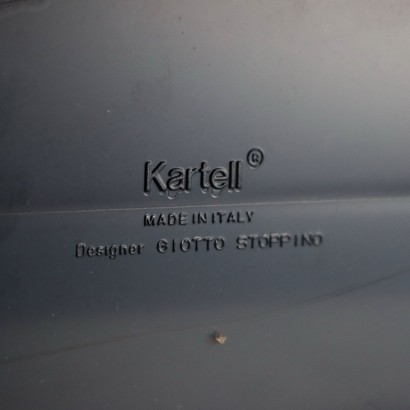 Kartell®
MADE IN ITALY
Designer GIOTTO STOPPINO